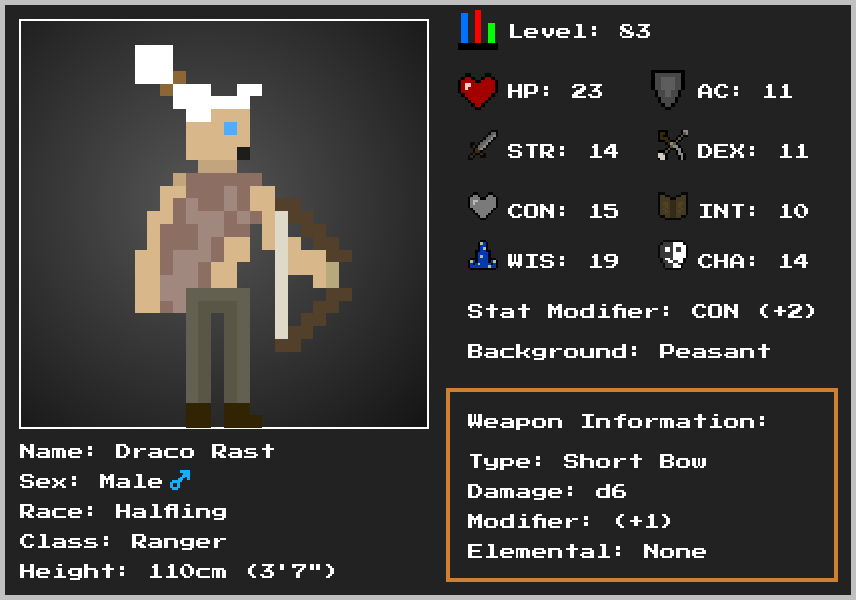 Level: 83
HP: 23
AC: 11
STR: 14
DEX: 11
CON: 15
INT: 10
WIS: 19
CHA: 14
Stat Modifier: CON (+2)
Background: Peasant
Weapon Information:
Type: Short Bow
Damage: d6
Modifier: (+1)
Elemental: None
Name: Draco Rast
Sex: Male ♂
Race: Halfling
Class: Ranger
Height: 110cm (3'7")